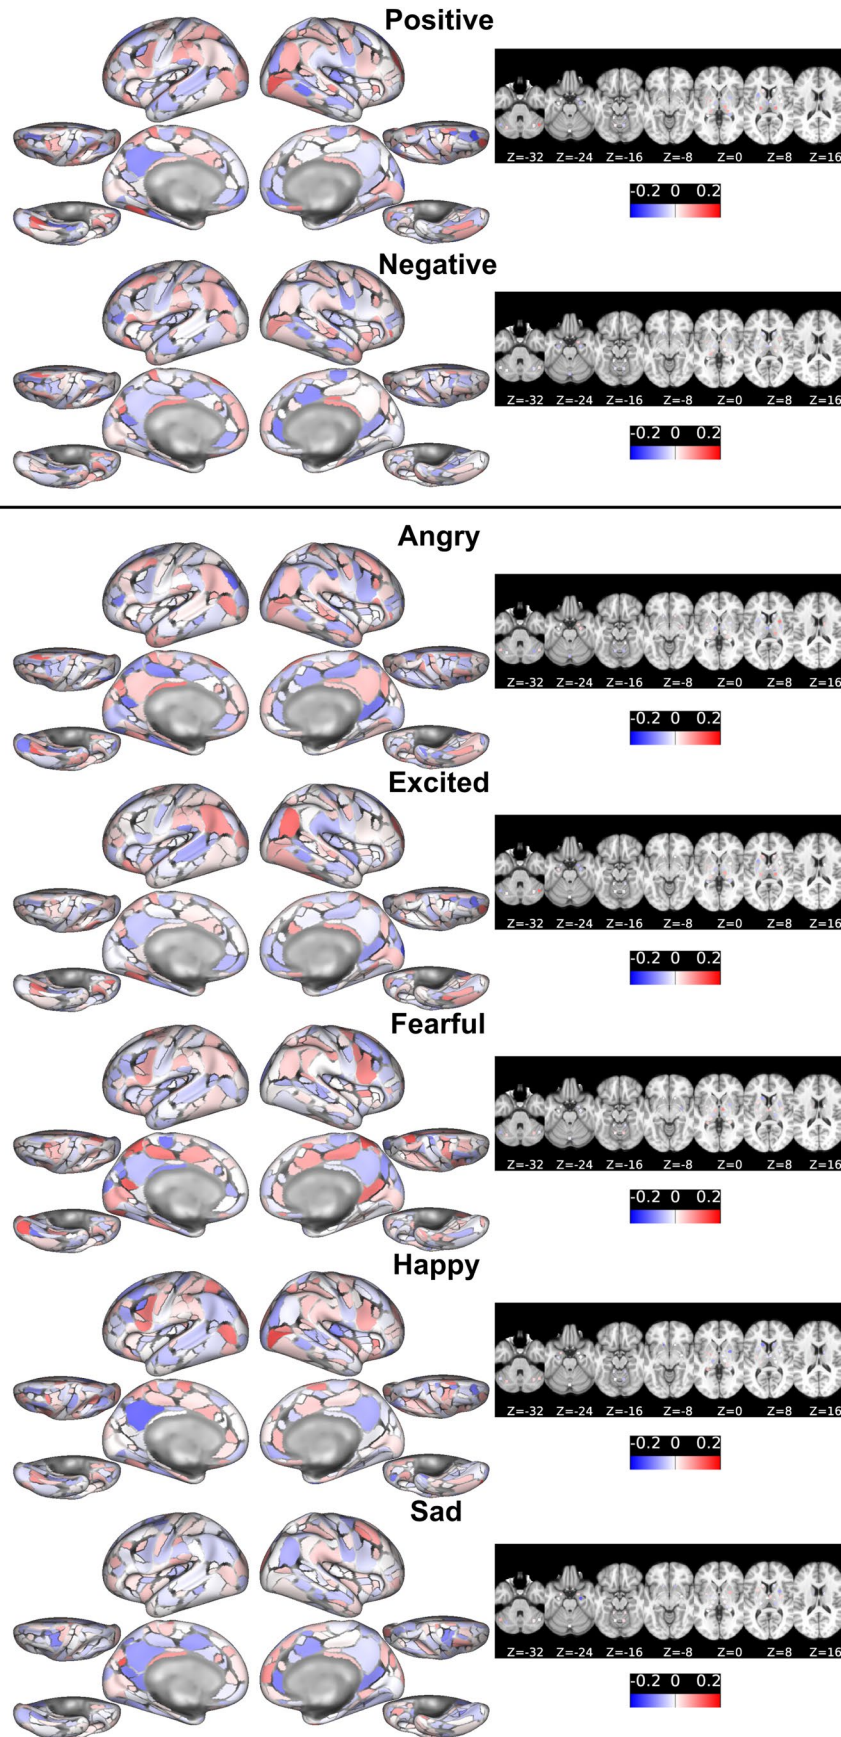 Positive
Z=-32 Z=-24 Z=-16 Z=-8 Z=0 Z=8 Z=16
-0.2 0 0.2
Negative
Z=-32 Z=-24 Z=-16 Z=-8 Z=0 Z=8 Z=16
-0.2 0 0.2
Angry
Z=-32 Z=-24 Z=-16 Z=-8 Z=0 Z=8 Z=16
-0.2 0 0.2
Excited
Z=-32 Z=-24 Z=-16 Z=-8 Z=0 Z=8 Z=16
-0.2 0 0.2
Fearful
Z=-32 Z=-24 Z=-16 Z=-8 Z=0 Z=8 Z=16
-0.2 0 0.2
Happy
Z=-32 Z=-24 Z=-16 Z=-8 Z=0 Z=8 Z=16
-0.2 0 0.2
Sad
Z=-32 Z=-24 Z=-16 Z=-8 Z=0 Z=8 Z=16
-0.2 0 0.2